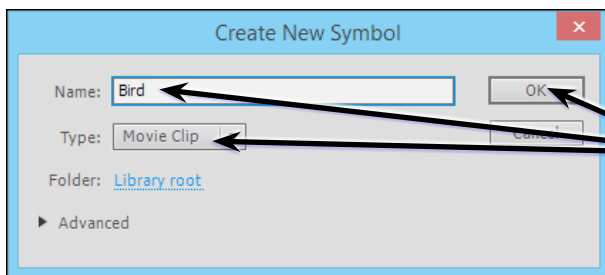 Create New Symbol
Name: Bird OK
Type: Movie Clip Cancel
Folder: Library root
Advanced